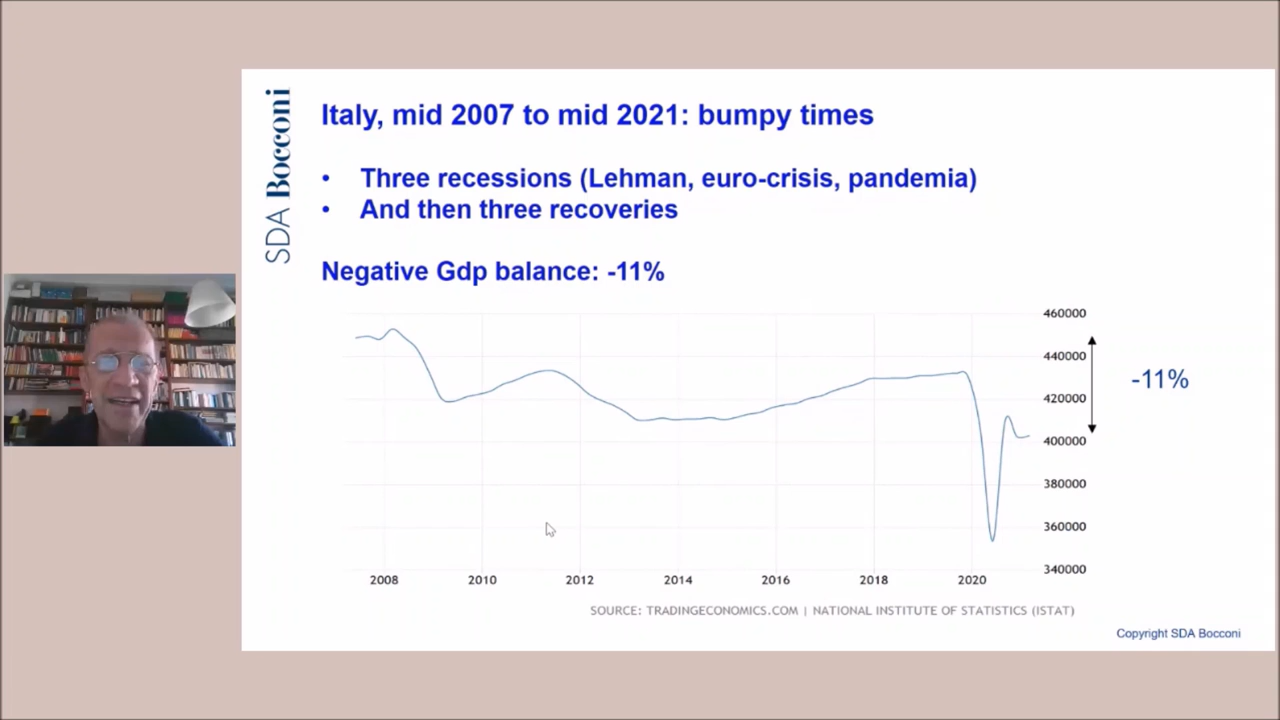 SDA Bocconi
Italy, mid 2007 to mid 2021: bumpy times
• Three recessions (Lehman, euro-crisis, pandemia)
• And then three recoveries
Negative Gdp balance: -11%
460000
440000
420000
400000
380000
360000
340000
-11%
2008 2010 2012 2014 2016 2018 2020
SOURCE: TRADINGECONOMICS.COM | NATIONAL INSTITUTE OF STATISTICS (ISTAT)
Copyright SDA Bocconi